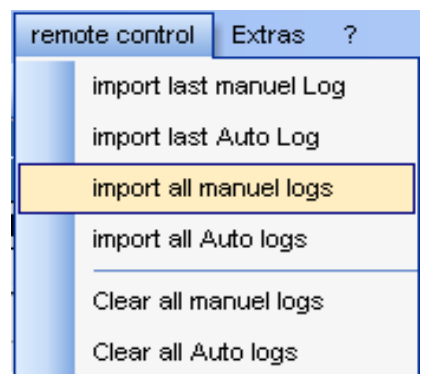 remote control Extras ?
import last manuel Log
import last Auto Log
import all manuel logs
import all Auto logs
Clear all manuel logs
Clear all Auto logs